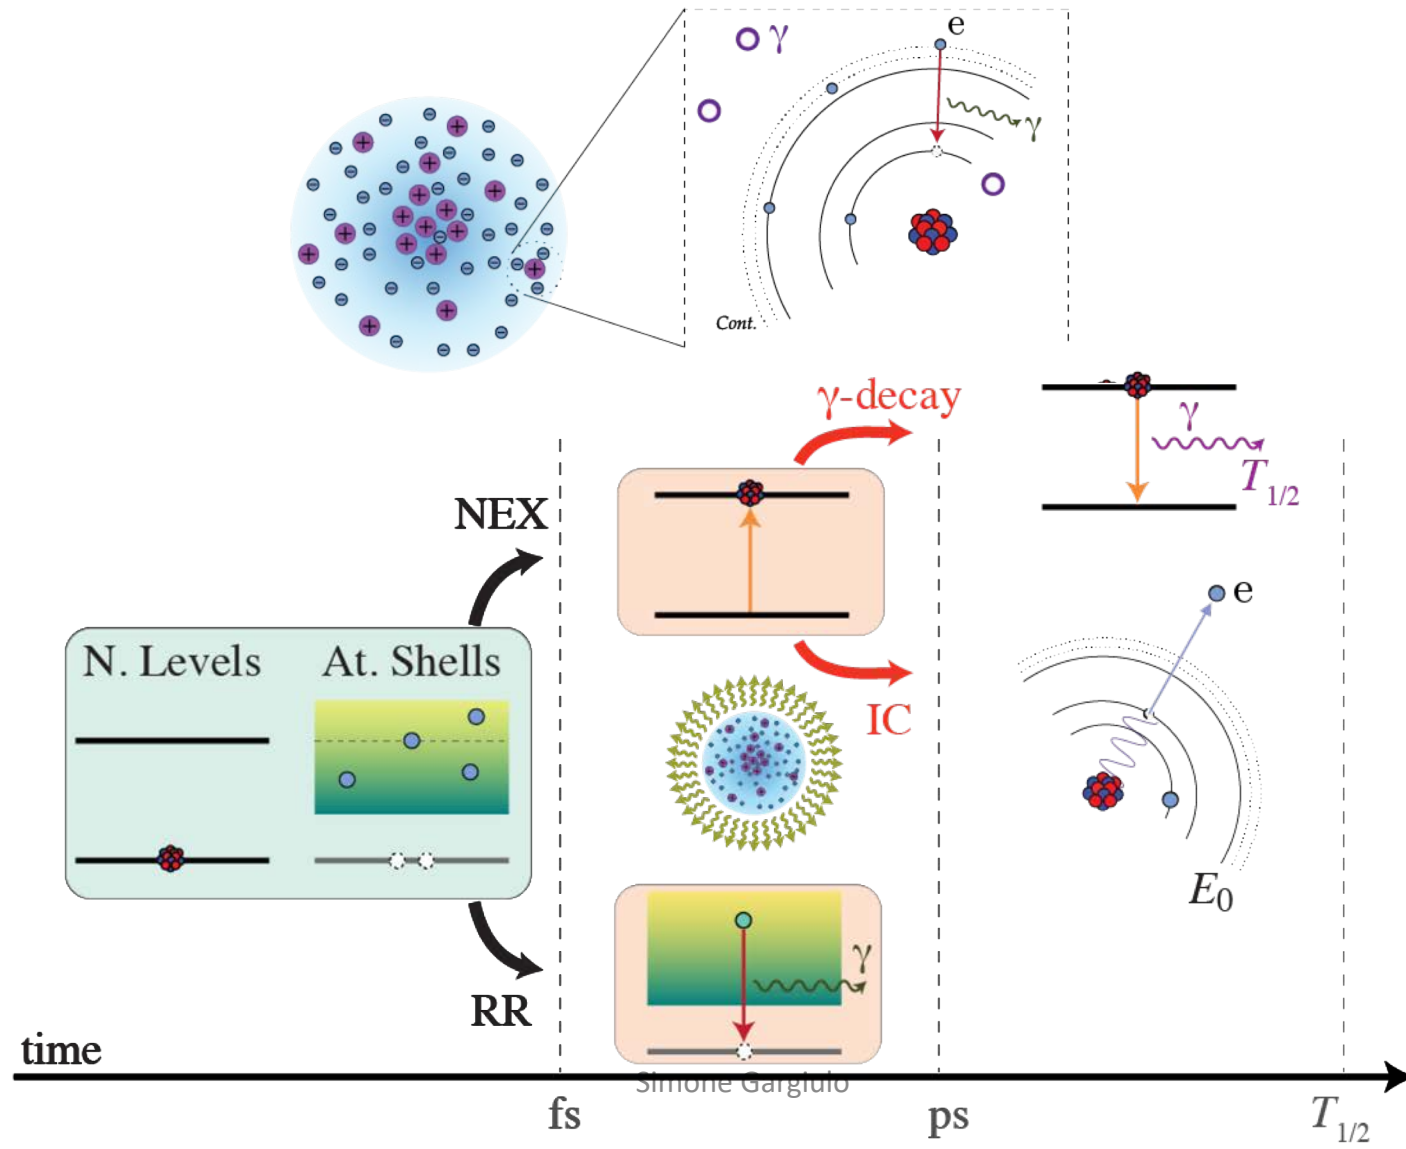 e
γ
γ
Cont.
γ-decay
γ
T1/2
NEX
e
N. Levels At. Shells
IC
E0
γ
RR
time
Simone Gargiulo
fs ps T1/2